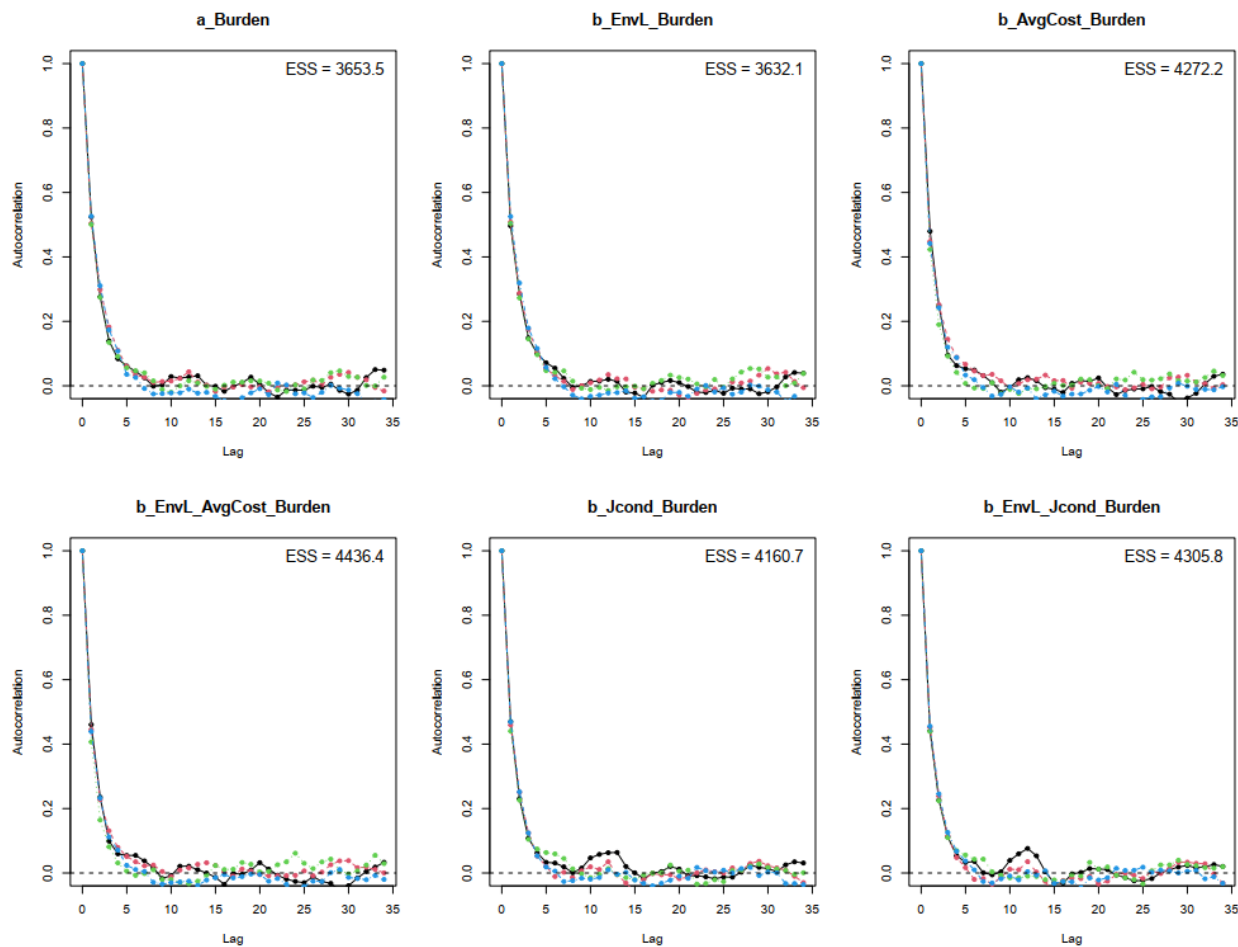 a_Burden
ESS = 3653.5
1.0
0.8
0.6
0.4
0.2
0.0
Autocorrelation
0 5 10 15 20 25 30 35
Lag
b_EnvL_Burden
ESS = 3632.1
1.0
0.8
0.6
0.4
0.2
0.0
Autocorrelation
0 5 10 15 20 25 30 35
Lag
b_AvgCost_Burden
ESS = 4272.2
1.0
0.8
0.6
0.4
0.2
0.0
Autocorrelation
0 5 10 15 20 25 30 35
Lag
b_EnvL_AvgCost_Burden
ESS = 4436.4
1.0
0.8
0.6
0.4
0.2
0.0
Autocorrelation
0 5 10 15 20 25 30 35
Lag
b_Jcond_Burden
ESS = 4160.7
1.0
0.8
0.6
0.4
0.2
0.0
Autocorrelation
0 5 10 15 20 25 30 35
Lag
b_EnvL_Jcond_Burden
ESS = 4305.8
1.0
0.8
0.6
0.4
0.2
0.0
Autocorrelation
0 5 10 15 20 25 30 35
Lag